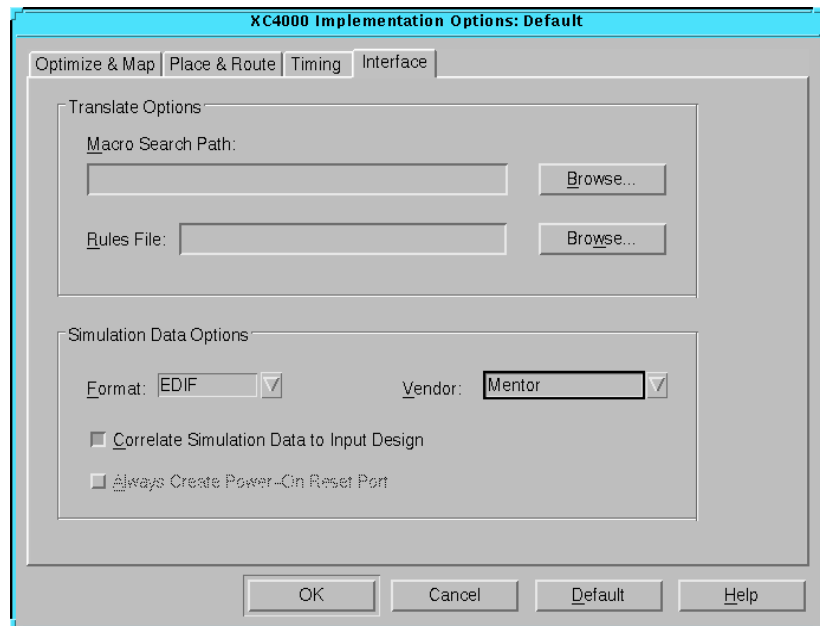 XC4000 Implementation Options: Default
Optimize & Map Place & Route Timing Interface
Translate Options
Macro Search Path:
Browse...
Rules File: Browse...
Simulation Data Options
Format: EDIF Vendor: Mentor
Correlate Simulation Data to Input Design
Always Create Power-On Reset Port
OK Cancel Default Help